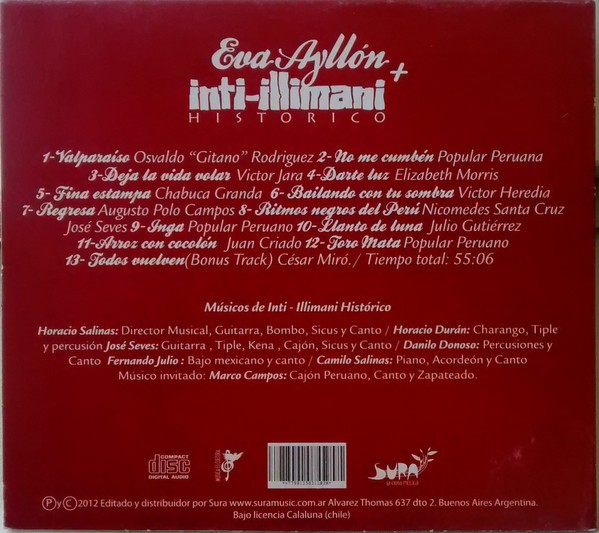 Eva Ayllón +
inti-illimani
HISTORICO
1-Valparaíso Osvaldo "Gitano" Rodriguez 2- No me cumbén Popular Peruana
3-Deja la vida volar Victor Jara 4-Darte luz Elizabeth Morris
5- Fina estampa Chabuca Granda 6- Bailando con tu sombra Victor Heredia
7- Regresa Augusto Polo Campos 8- Ritmos negros del Perú Nicomedes Santa Cruz
José Seves 9-Inga Popular Peruano 10-Llanto de luna Julio Gutiérrez
11-Arroz con cocolón Juan Criado 12- Toro Mata Popular Peruano
13-Todos vuelven(Bonus Track) César Miró./ Tiempo total: 55:06
Músicos de Inti - Illimani Histórico
Horacio Salinas: Director Musical, Guitarra, Bombo, Sicus y Canto / Horacio Durán: Charango, Tiple
y percusión José Seves: Guitarra , Tiple, Kena , Cajón, Sicus y Canto / Danilo Donoso: Percusiones y
Canto Fernando Julio : Bajo mexicano y canto / Camilo Salinas: Piano, Acordeón y Canto
Músico invitado: Marco Campos: Cajón Peruano, Canto y Zapateado.
COMPACT
disc
DIGITAL AUDIO
SURA
P y C 2012 Editado y distribuidor por Sura www.suramusic.com.ar Alvarez Thomas 637 dto 2. Buenos Aires Argentina.
Bajo licencia Calaluna (chile)